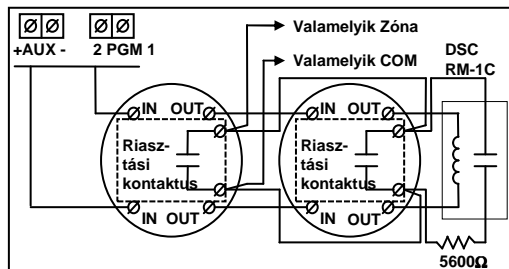 Valamelyik Zóna
+AUX - 2 PGM 1
Valamelyik COM
DSC
RM-1C
IN OUT
IN OUT
Riasz-
tási
kontaktus
Riasz-
tási
kontaktus
IN OUT
IN OUT
5600Ω